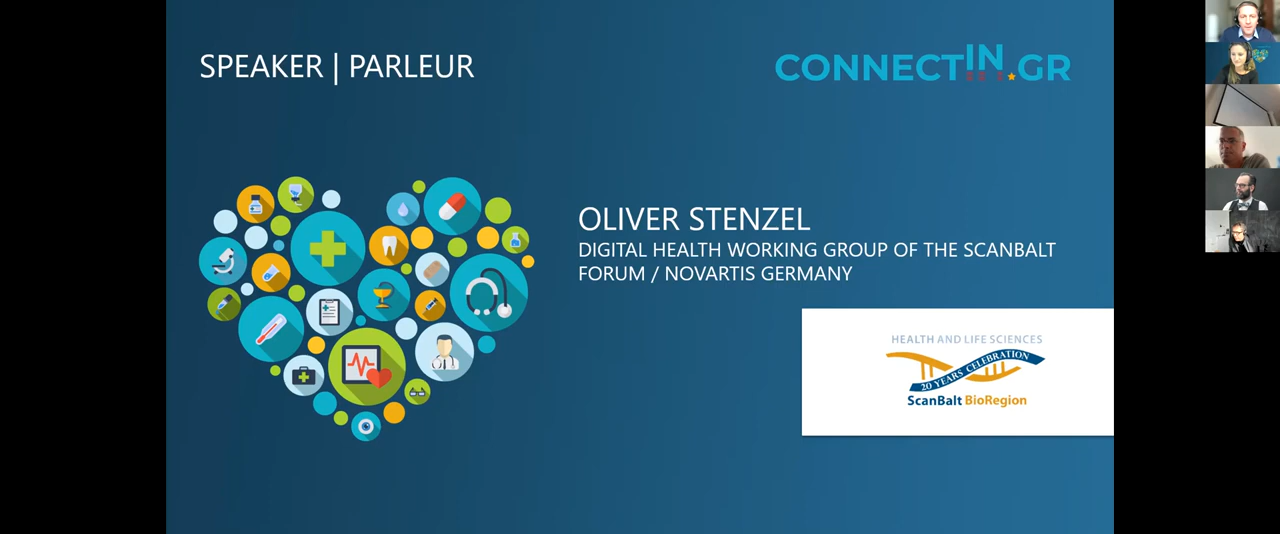 SPEAKER | PARLEUR
CONNECTIN.GR
OLIVER STENZEL
DIGITAL HEALTH WORKING GROUP OF THE SCANBALT
FORUM / NOVARTIS GERMANY
HEALTH AND LIFE SCIENCES
20 YEARS CELEBRATION
ScanBalt BioRegion